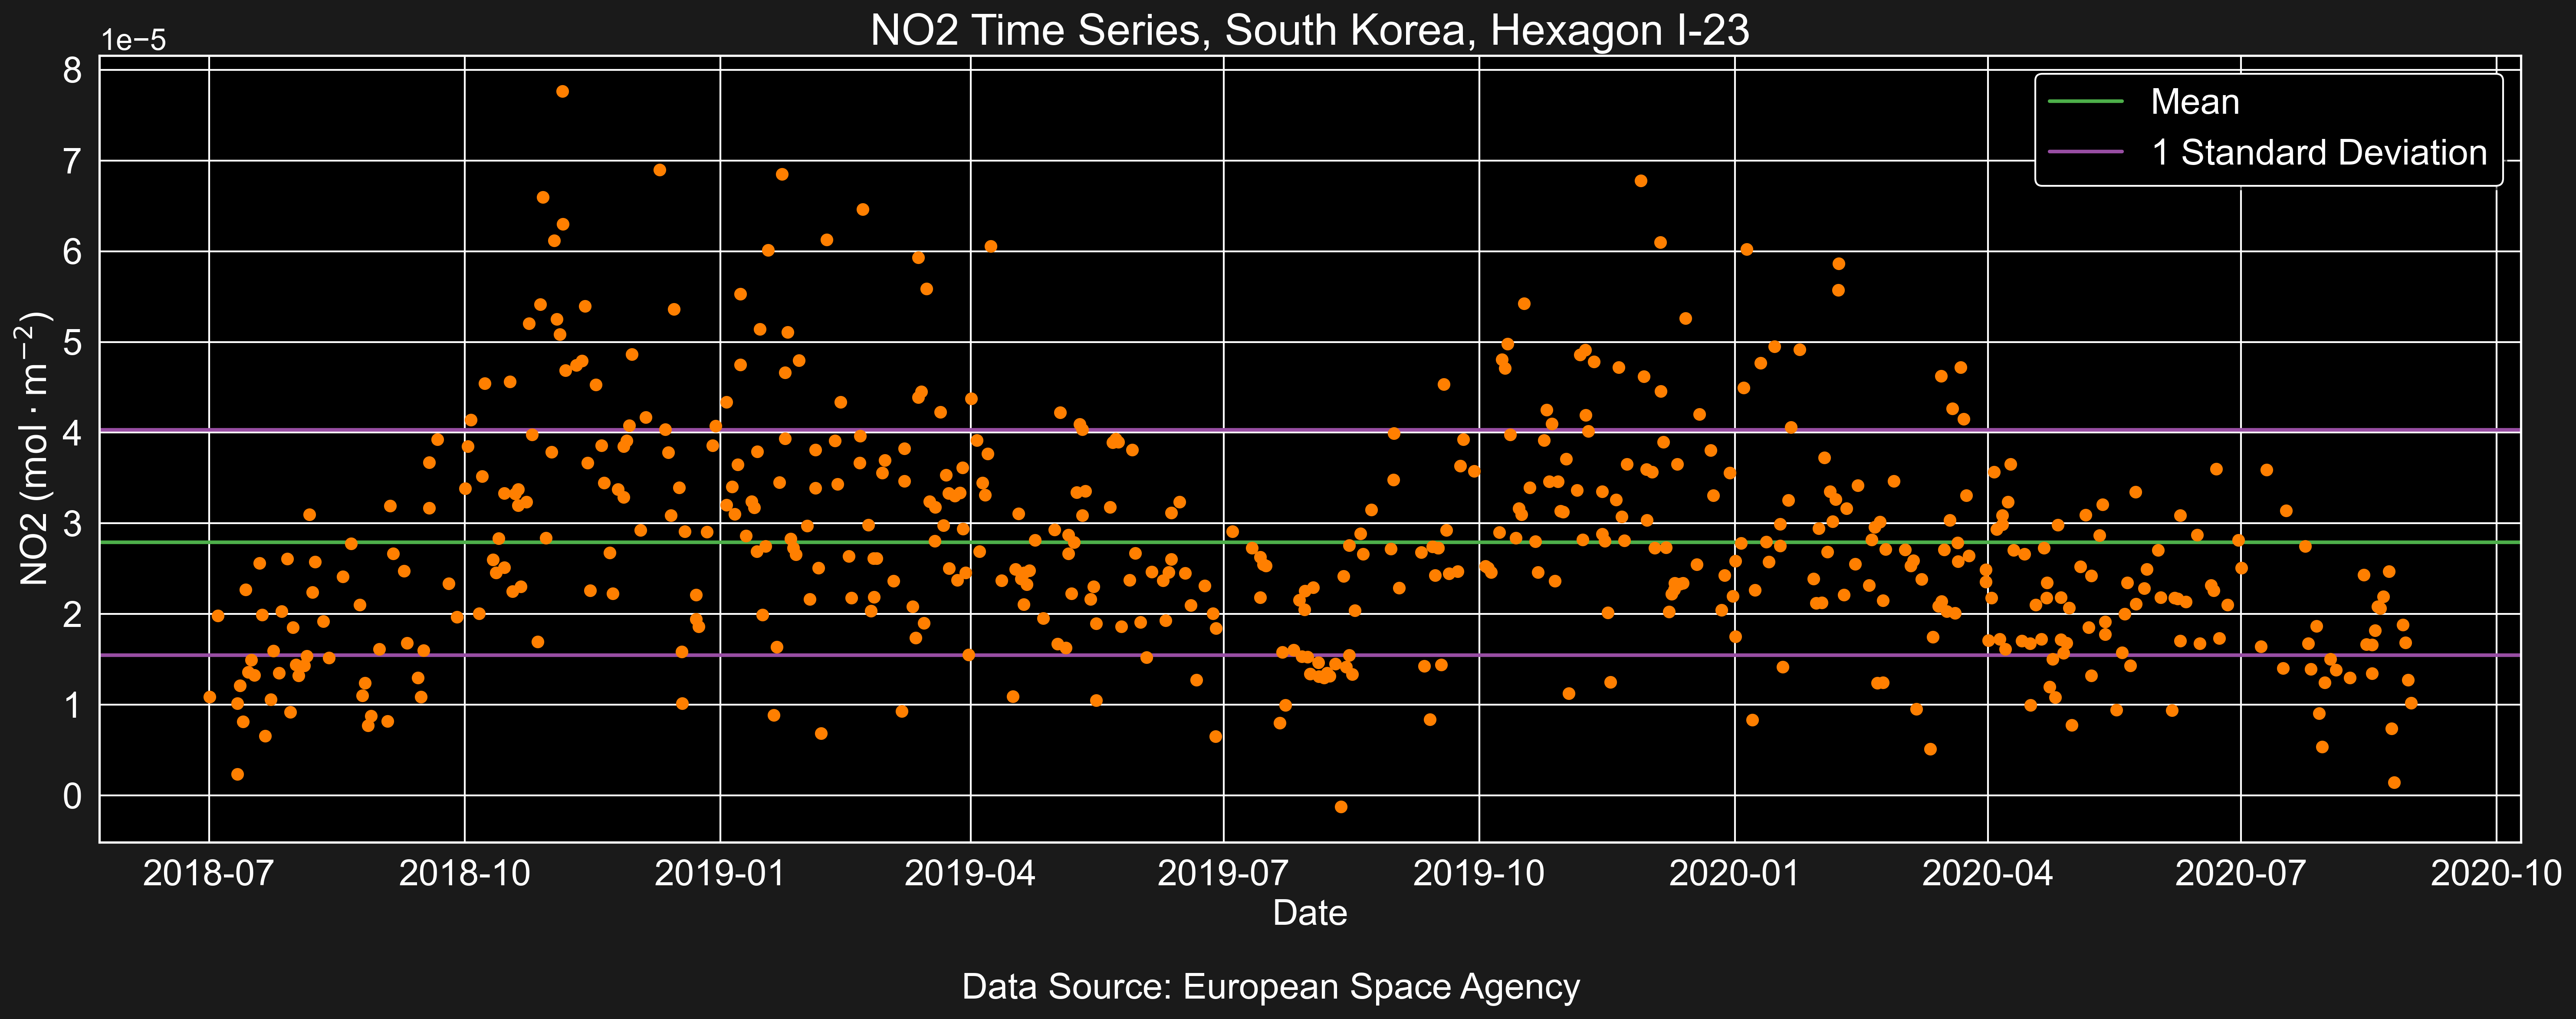 NO2 Time Series, South Korea, Hexagon I-23
1e−5
8
7
6
5
4
3
2
1
0
NO2 (mol · m⁻²)
Mean
1 Standard Deviation
2018-07 2018-10 2019-01 2019-04 2019-07 2019-10 2020-01 2020-04 2020-07 2020-10
Date
Data Source: European Space Agency